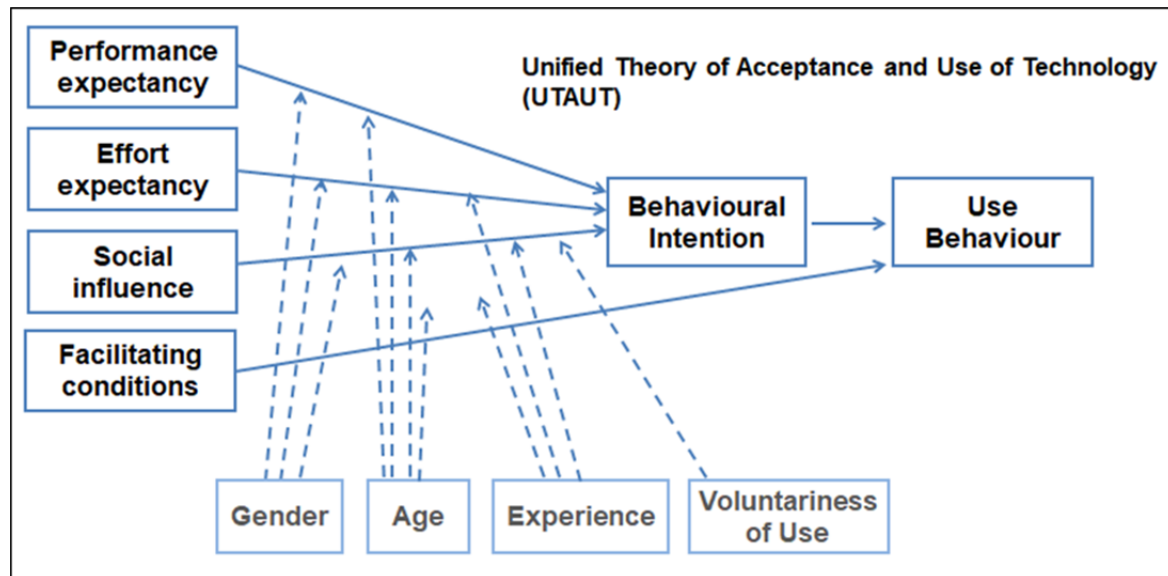 Performance
expectancy
Unified Theory of Acceptance and Use of Technology
(UTAUT)
Effort
expectancy
Behavioural
Intention
Use
Behaviour
Social
influence
Facilitating
conditions
Gender
Age
Experience
Voluntariness
of Use